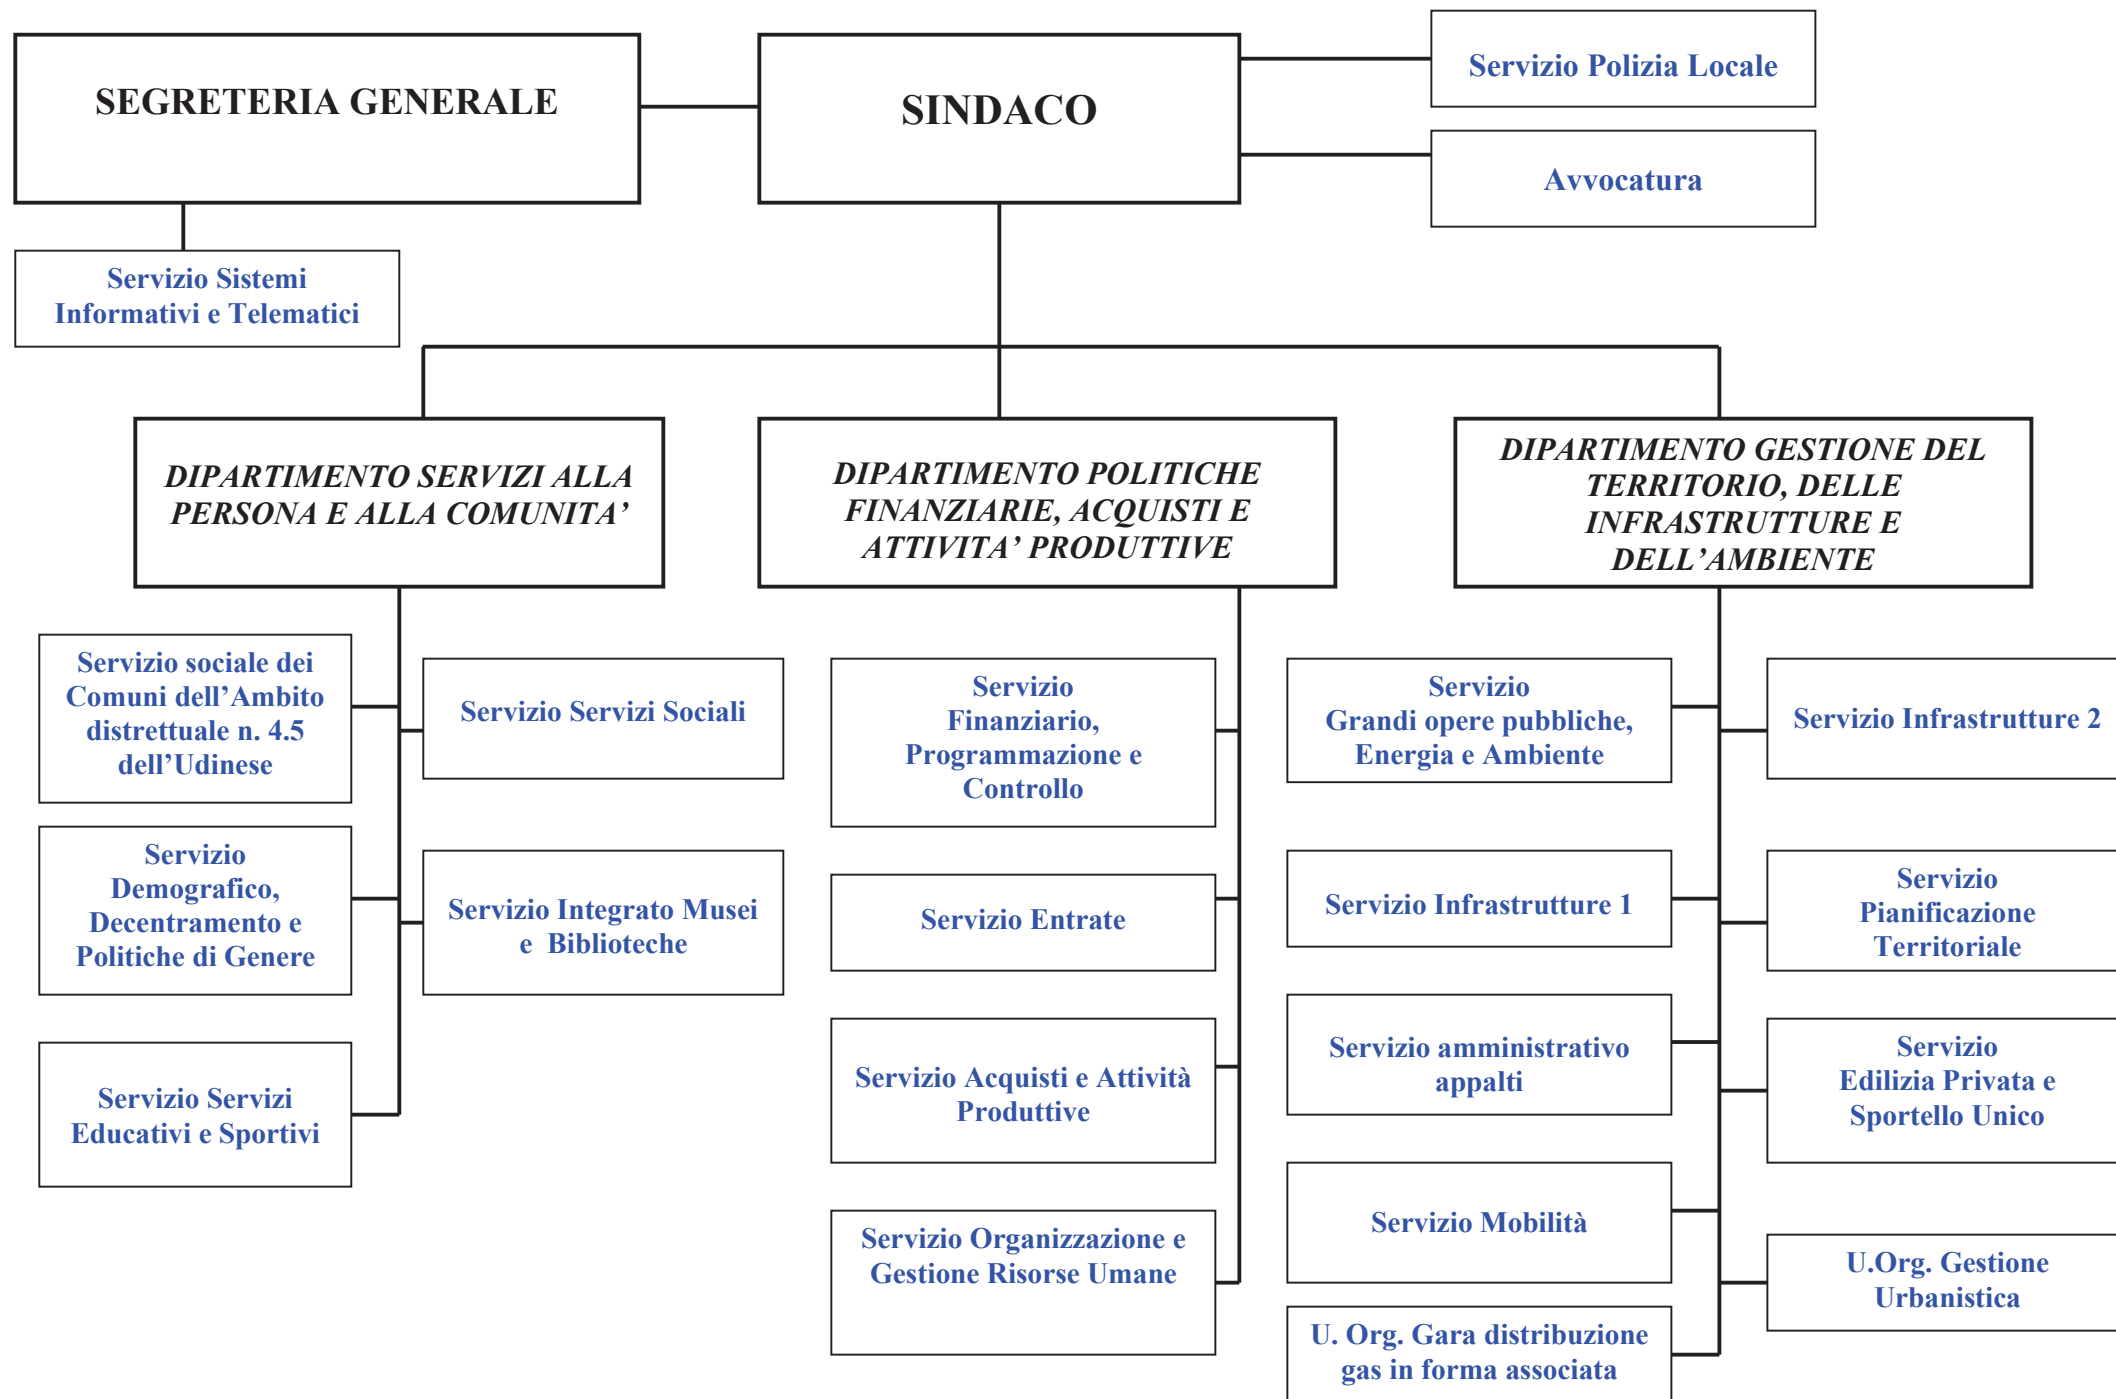 SEGRETERIA GENERALE
SINDACO
Servizio Polizia Locale
Avvocatura
Servizio Sistemi
Informativi e Telematici
DIPARTIMENTO SERVIZI ALLA
PERSONA E ALLA COMUNITA’
DIPARTIMENTO POLITICHE
FINANZIARIE, ACQUISTI E
ATTIVITA’ PRODUTTIVE
DIPARTIMENTO GESTIONE DEL
TERRITORIO, DELLE
INFRASTRUTTURE E
DELL’AMBIENTE
Servizio sociale dei
Comuni dell’Ambito
distrettuale n. 4.5
dell’Udinese
Servizio Servizi Sociali
Servizio
Demografico,
Decentramento e
Politiche di Genere
Servizio Integrato Musei
e Biblioteche
Servizio Servizi
Educativi e Sportivi
Servizio
Finanziario,
Programmazione e
Controllo
Servizio Entrate
Servizio Acquisti e Attività
Produttive
Servizio Organizzazione e
Gestione Risorse Umane
Servizio
Grandi opere pubbliche,
Energia e Ambiente
Servizio Infrastrutture 2
Servizio Infrastrutture 1
Servizio
Pianificazione
Territoriale
Servizio amministrativo
appalti
Servizio
Edilizia Privata e
Sportello Unico
Servizio Mobilità
U.Org. Gestione
Urbanistica
U. Org. Gara distribuzione
gas in forma associata